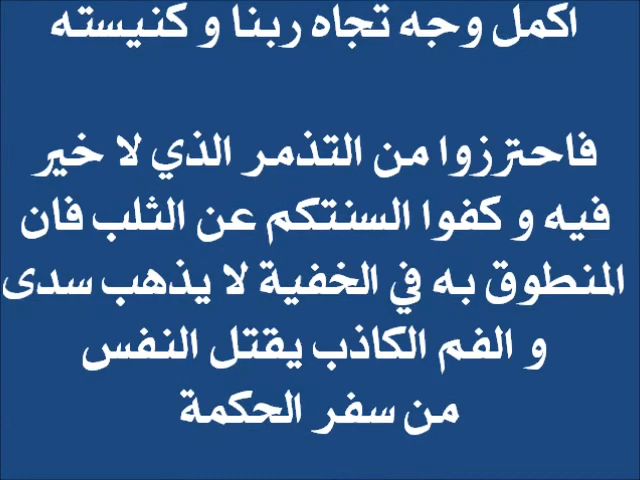 اكمل وجه تجاه ربنا و كنيسته
فاحترزوا من التذمر الذي لا خير
فيه و كفوا السنتكم عن الثلب فان
المنطوق به في الخفية لا يذهب سدى
و الفم الكاذب يقتل النفس
من سفر الحكمة